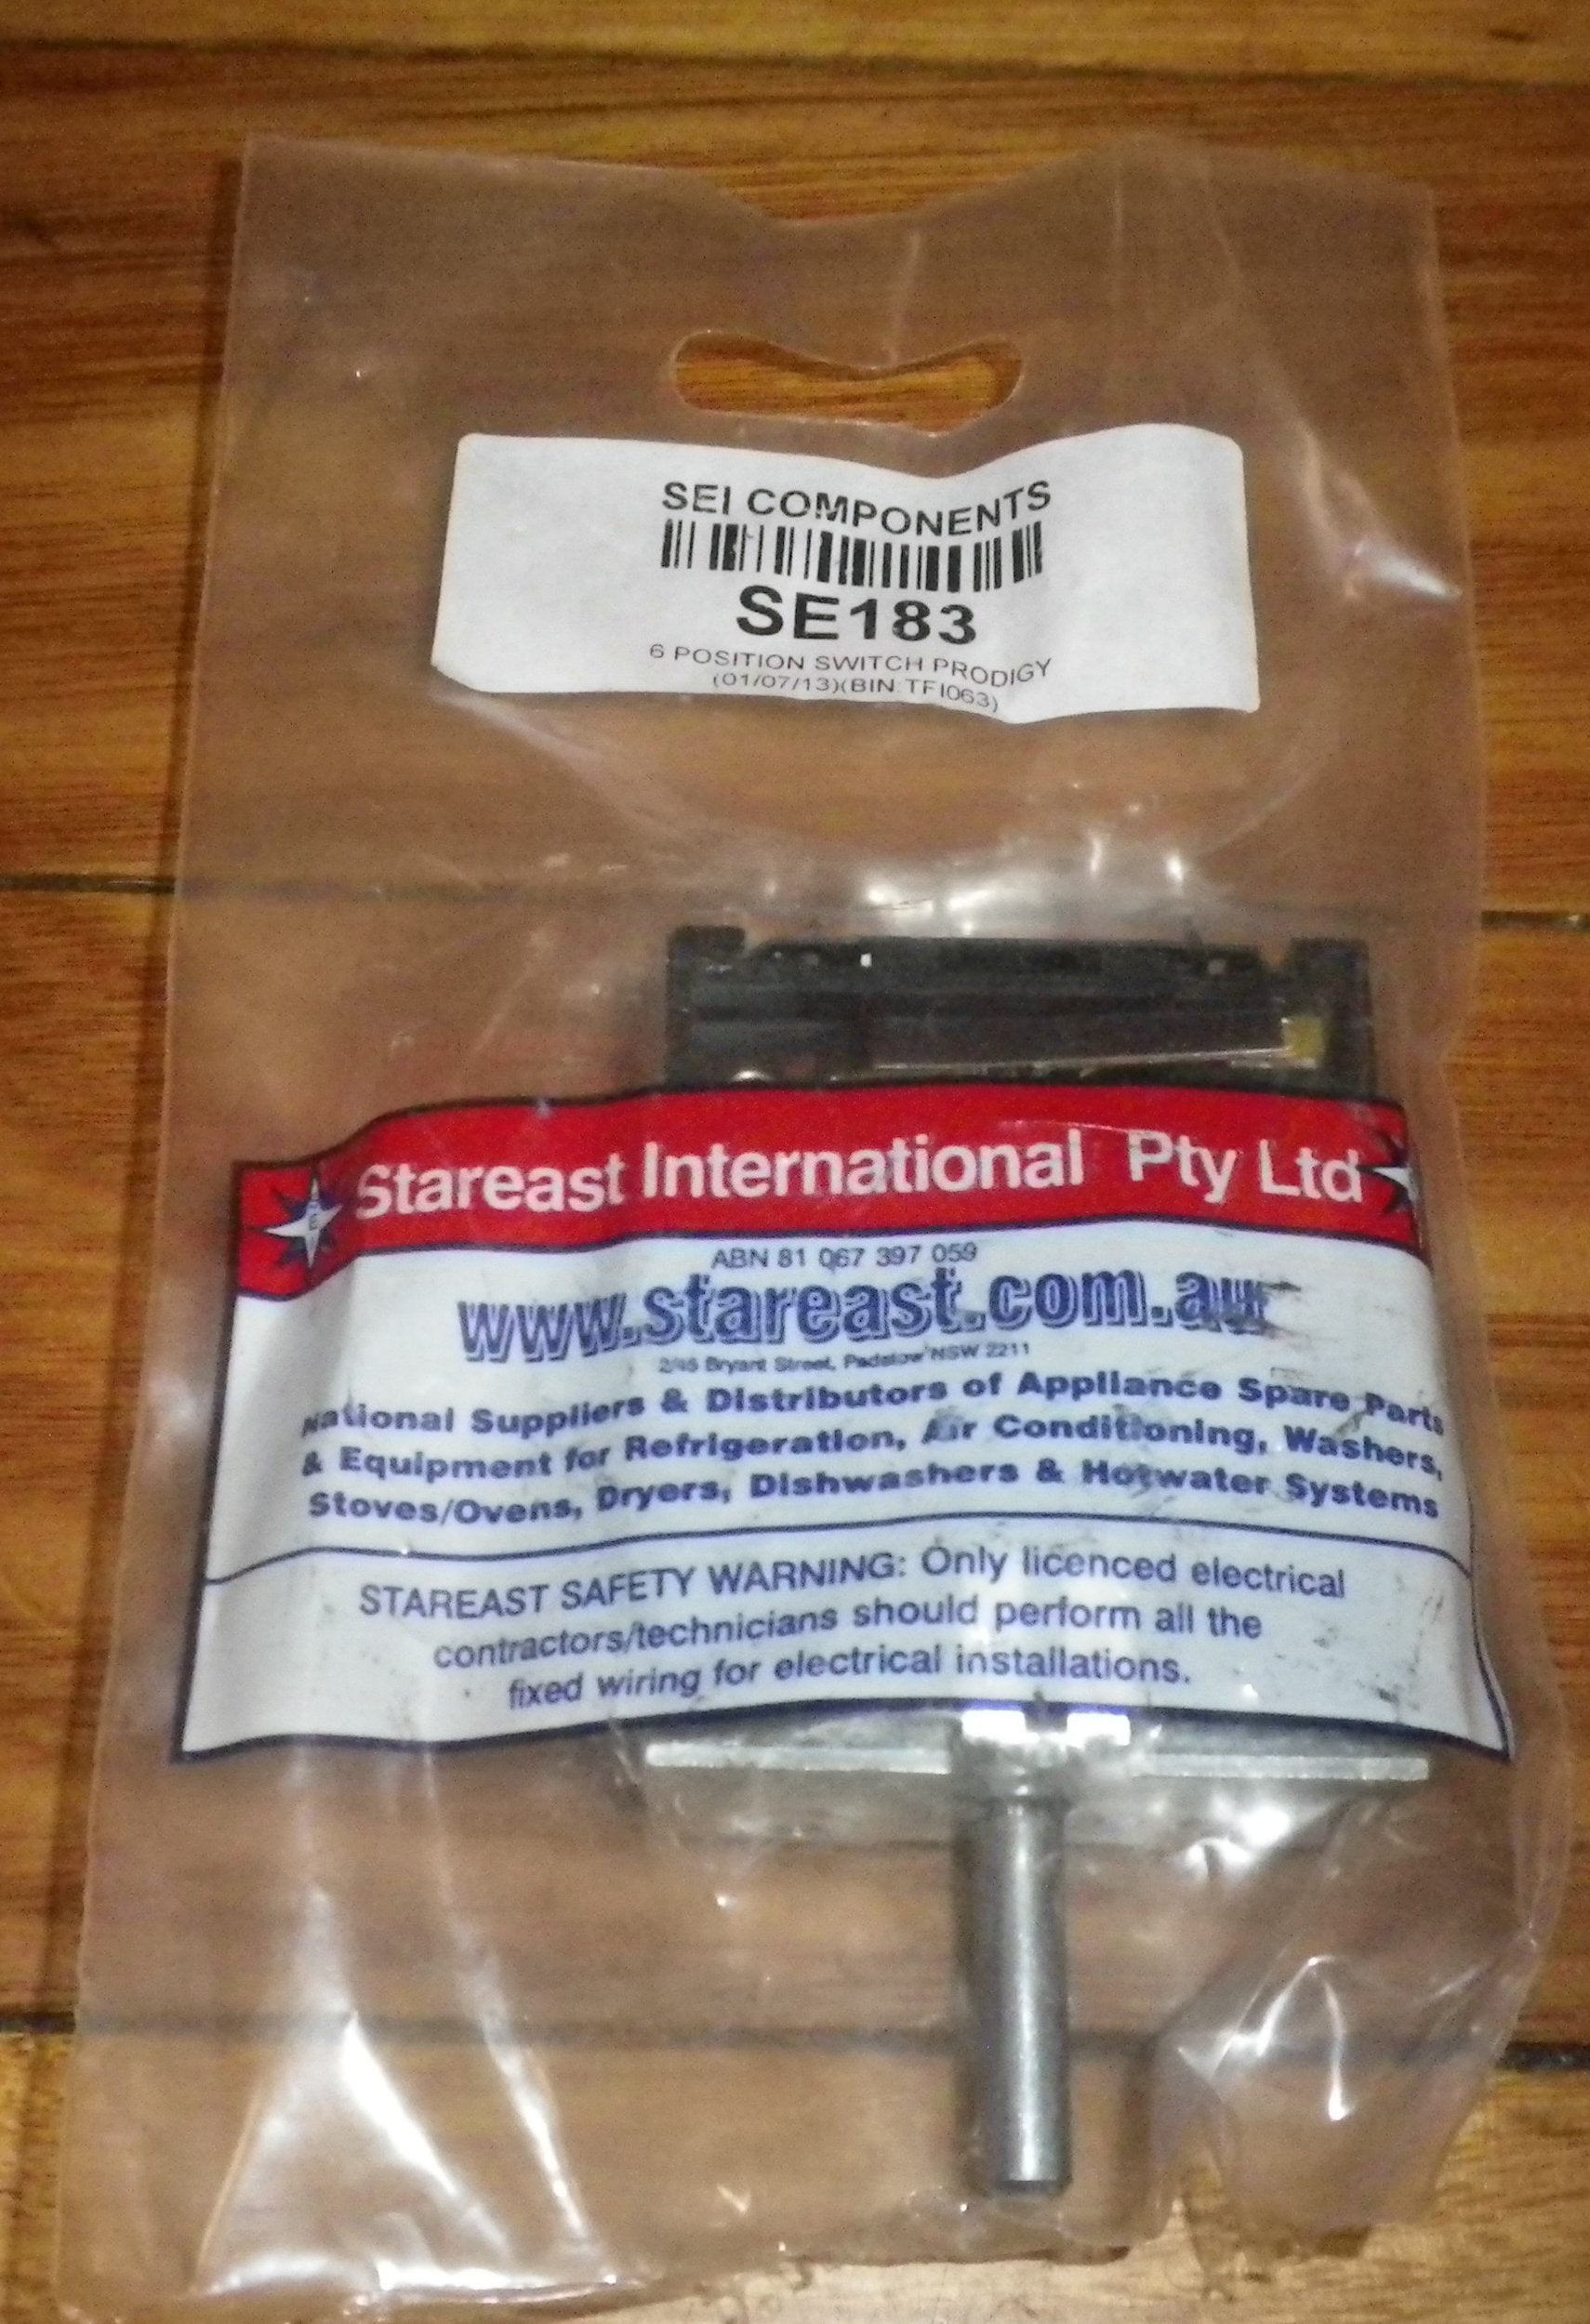 SEI COMPONENTS
SE183
6 POSITION SWITCH PRODIGY
(01/07/13)(BIN:TFI063)
Stareast International Pty Ltd
ABN 81 067 397 059
www.stareast.com.au
Bryant Street, Padstow NSW 2211
National Suppliers & Distributors of Appliance Spare Parts
& Equipment for Refrigeration, Air Conditioning, Washers,
Stoves/Ovens, Dryers, Dishwashers & Hotwater Systems
STAREAST SAFETY WARNING: Only licenced electrical
contractors/technicians should perform all the
fixed wiring for electrical installations.